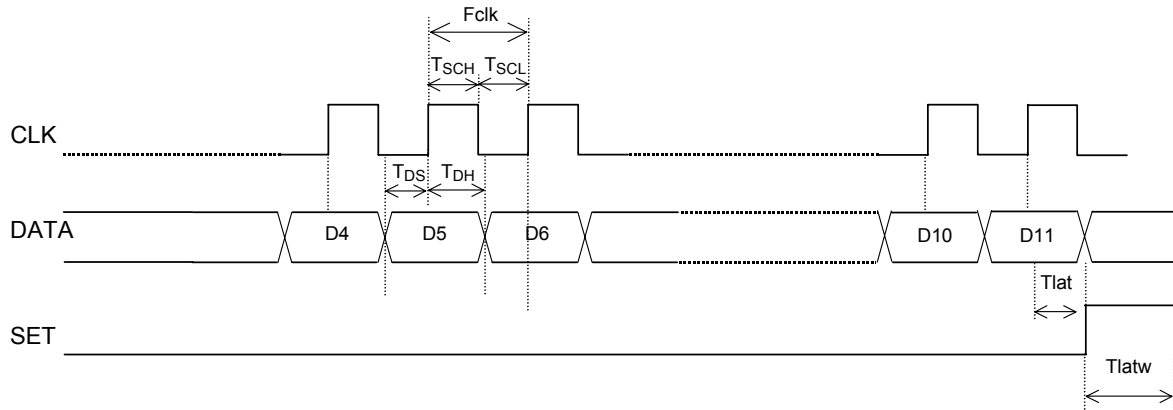 Fclk
TSCH TSCL
CLK
TDS TDH
DATA D4 D5 D6 D10 D11
Tlat
SET
Tlatw